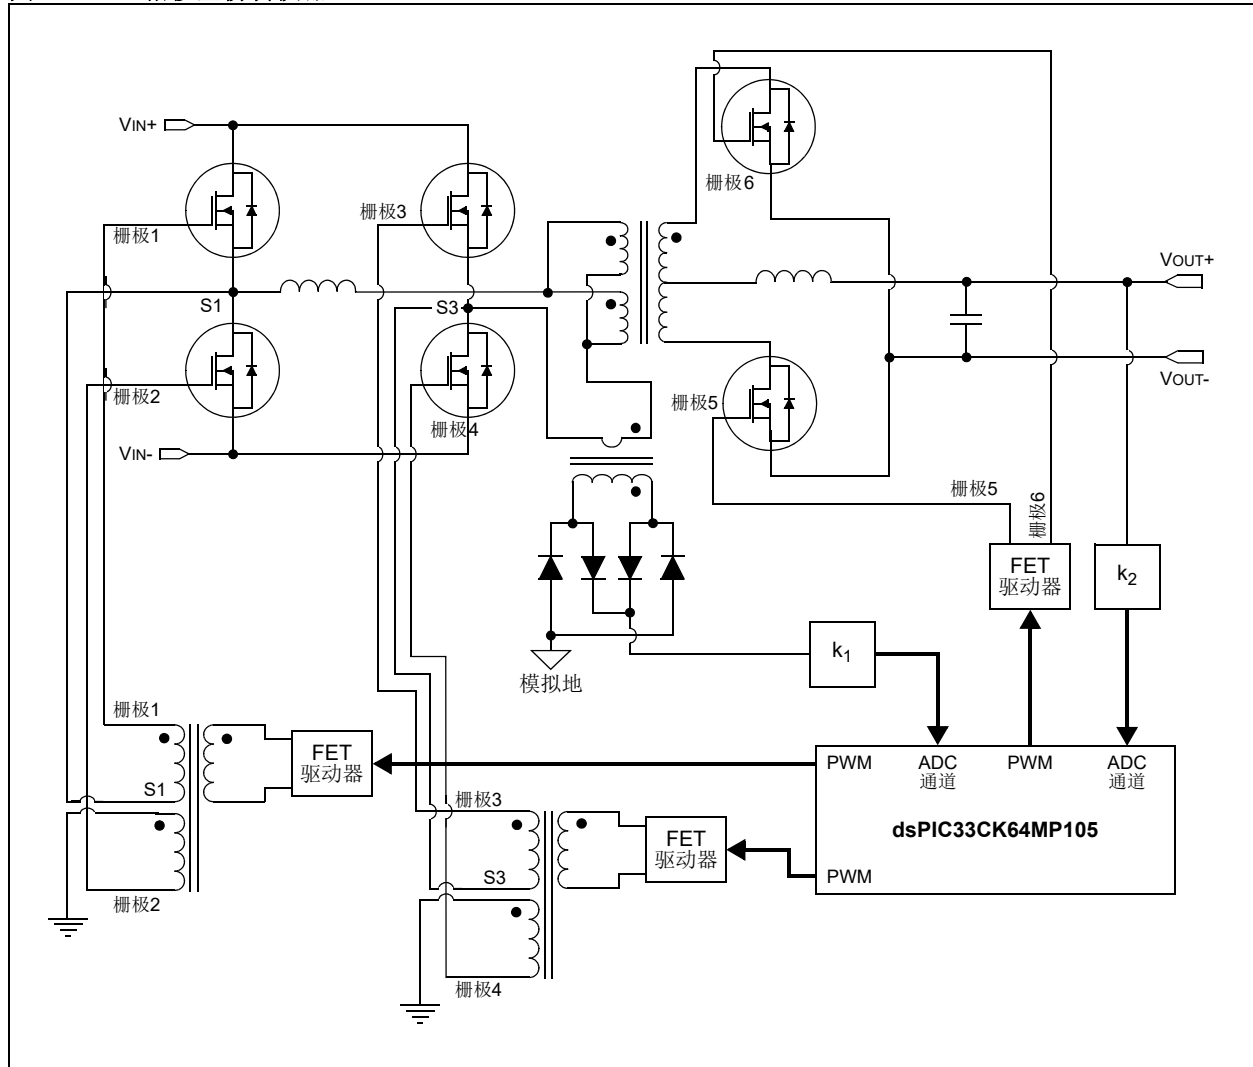 VIN+
栅极1
S1
栅极2
VIN-
栅极3
S3
栅极4
栅极6
栅极5
VOUT+
VOUT-
栅极5
栅极6
FET
驱动器
k2
k1
模拟地
栅极1
S1
栅极2
FET
驱动器
栅极3
S3
栅极4
FET
驱动器
PWM
ADC
通道
PWM
ADC
通道
dsPIC33CK64MP105
PWM